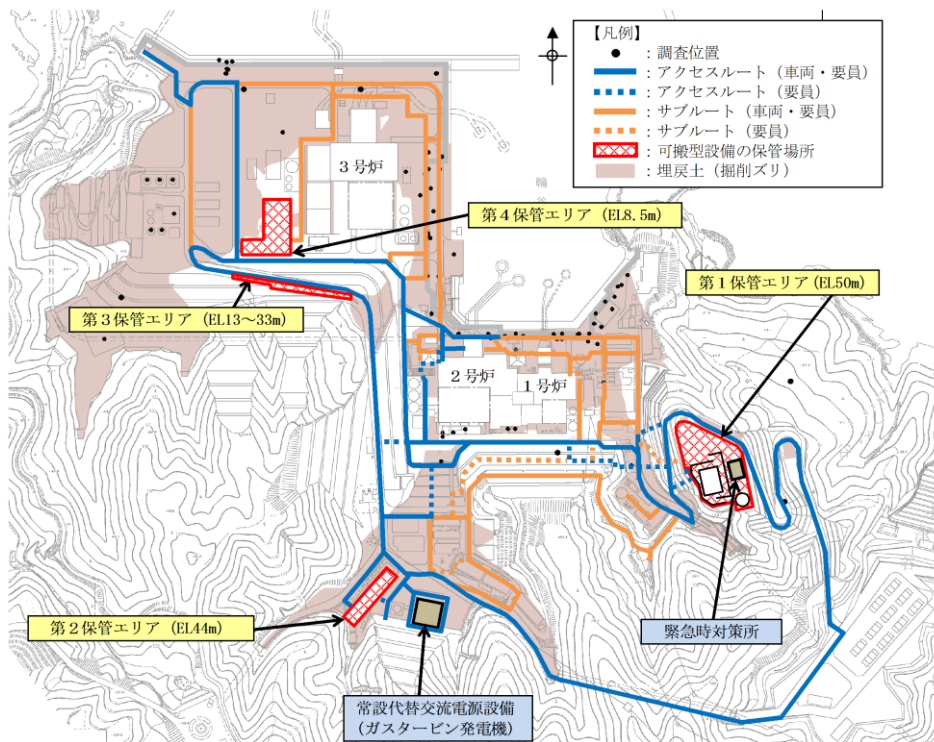 【凡例】
● ：調査位置
：アクセスルート（車両・要員）
：アクセスルート（要員）
：サブルート（車両・要員）
：サブルート（要員）
：可搬型設備の保管場所
：埋戻土（掘削ズリ）
3号炉
第4保管エリア（EL8.5m）
第1保管エリア（EL50m）
第3保管エリア（EL13～33m）
2号炉
1号炉
第2保管エリア（EL44m）
緊急時対策所
常設代替交流電源設備
（ガスタービン発電機）